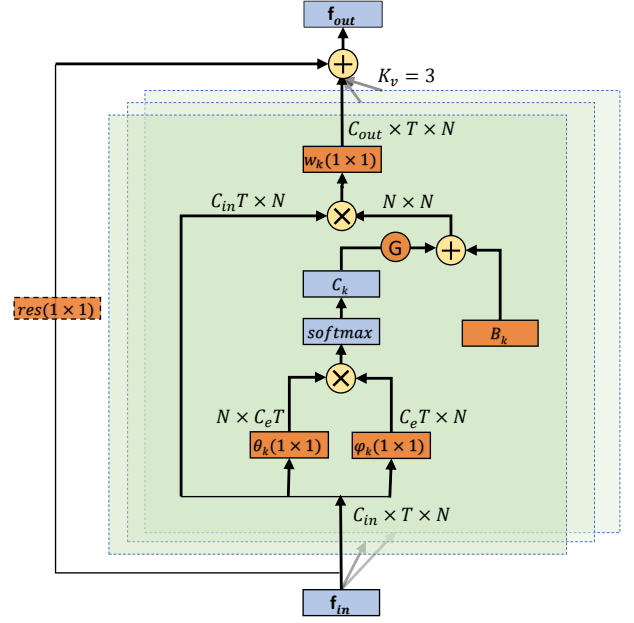 f_out
+
K_v = 3
C_out × T × N
w_k(1 × 1)
C_in T × N
N × N
×
G
+
C_k
res(1 × 1)
softmax
B_k
×
N × C_e T
C_e T × N
θ_k(1 × 1)
φ_k(1 × 1)
C_in × T × N
f_in